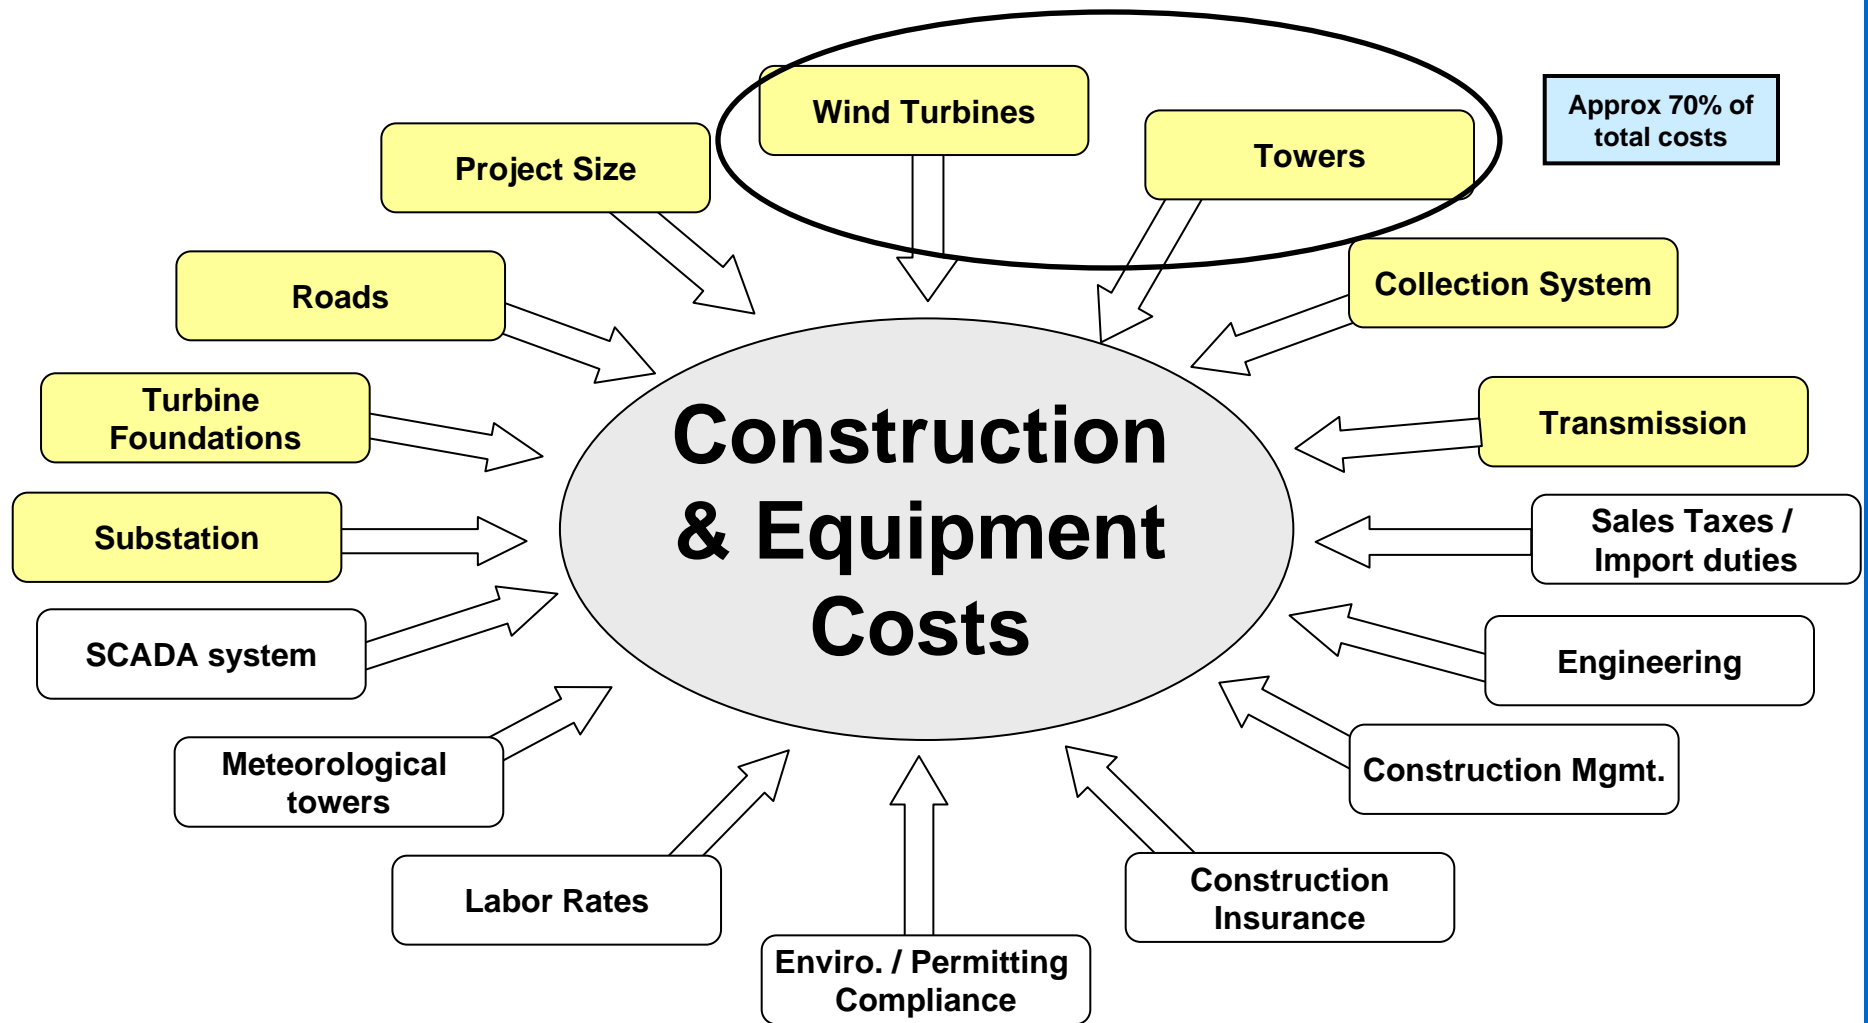 Wind Turbines
Approx 70% of
total costs
Towers
Project Size
Collection System
Roads
Turbine
Foundations
Transmission
Construction
& Equipment
Costs
Substation
Sales Taxes /
Import duties
SCADA system
Engineering
Meteorological
towers
Construction Mgmt.
Labor Rates
Construction
Insurance
Enviro. / Permitting
Compliance